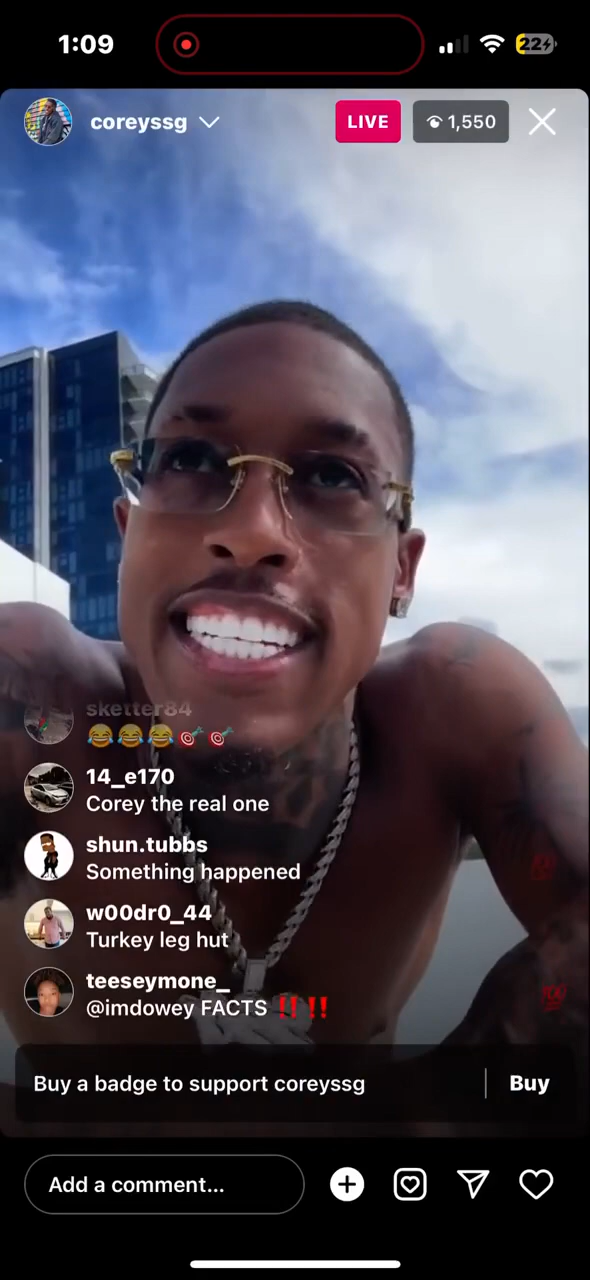 1:09
22
coreyssg
LIVE
1,550
sketter84
😂😂😂🎯🎯
14_e170
Corey the real one
shun.tubbs
Something happened
w00dr0_44
Turkey leg hut
teeseymone_
@imdowey FACTS ‼️‼️
Buy a badge to support coreyssg
Buy
Add a comment...